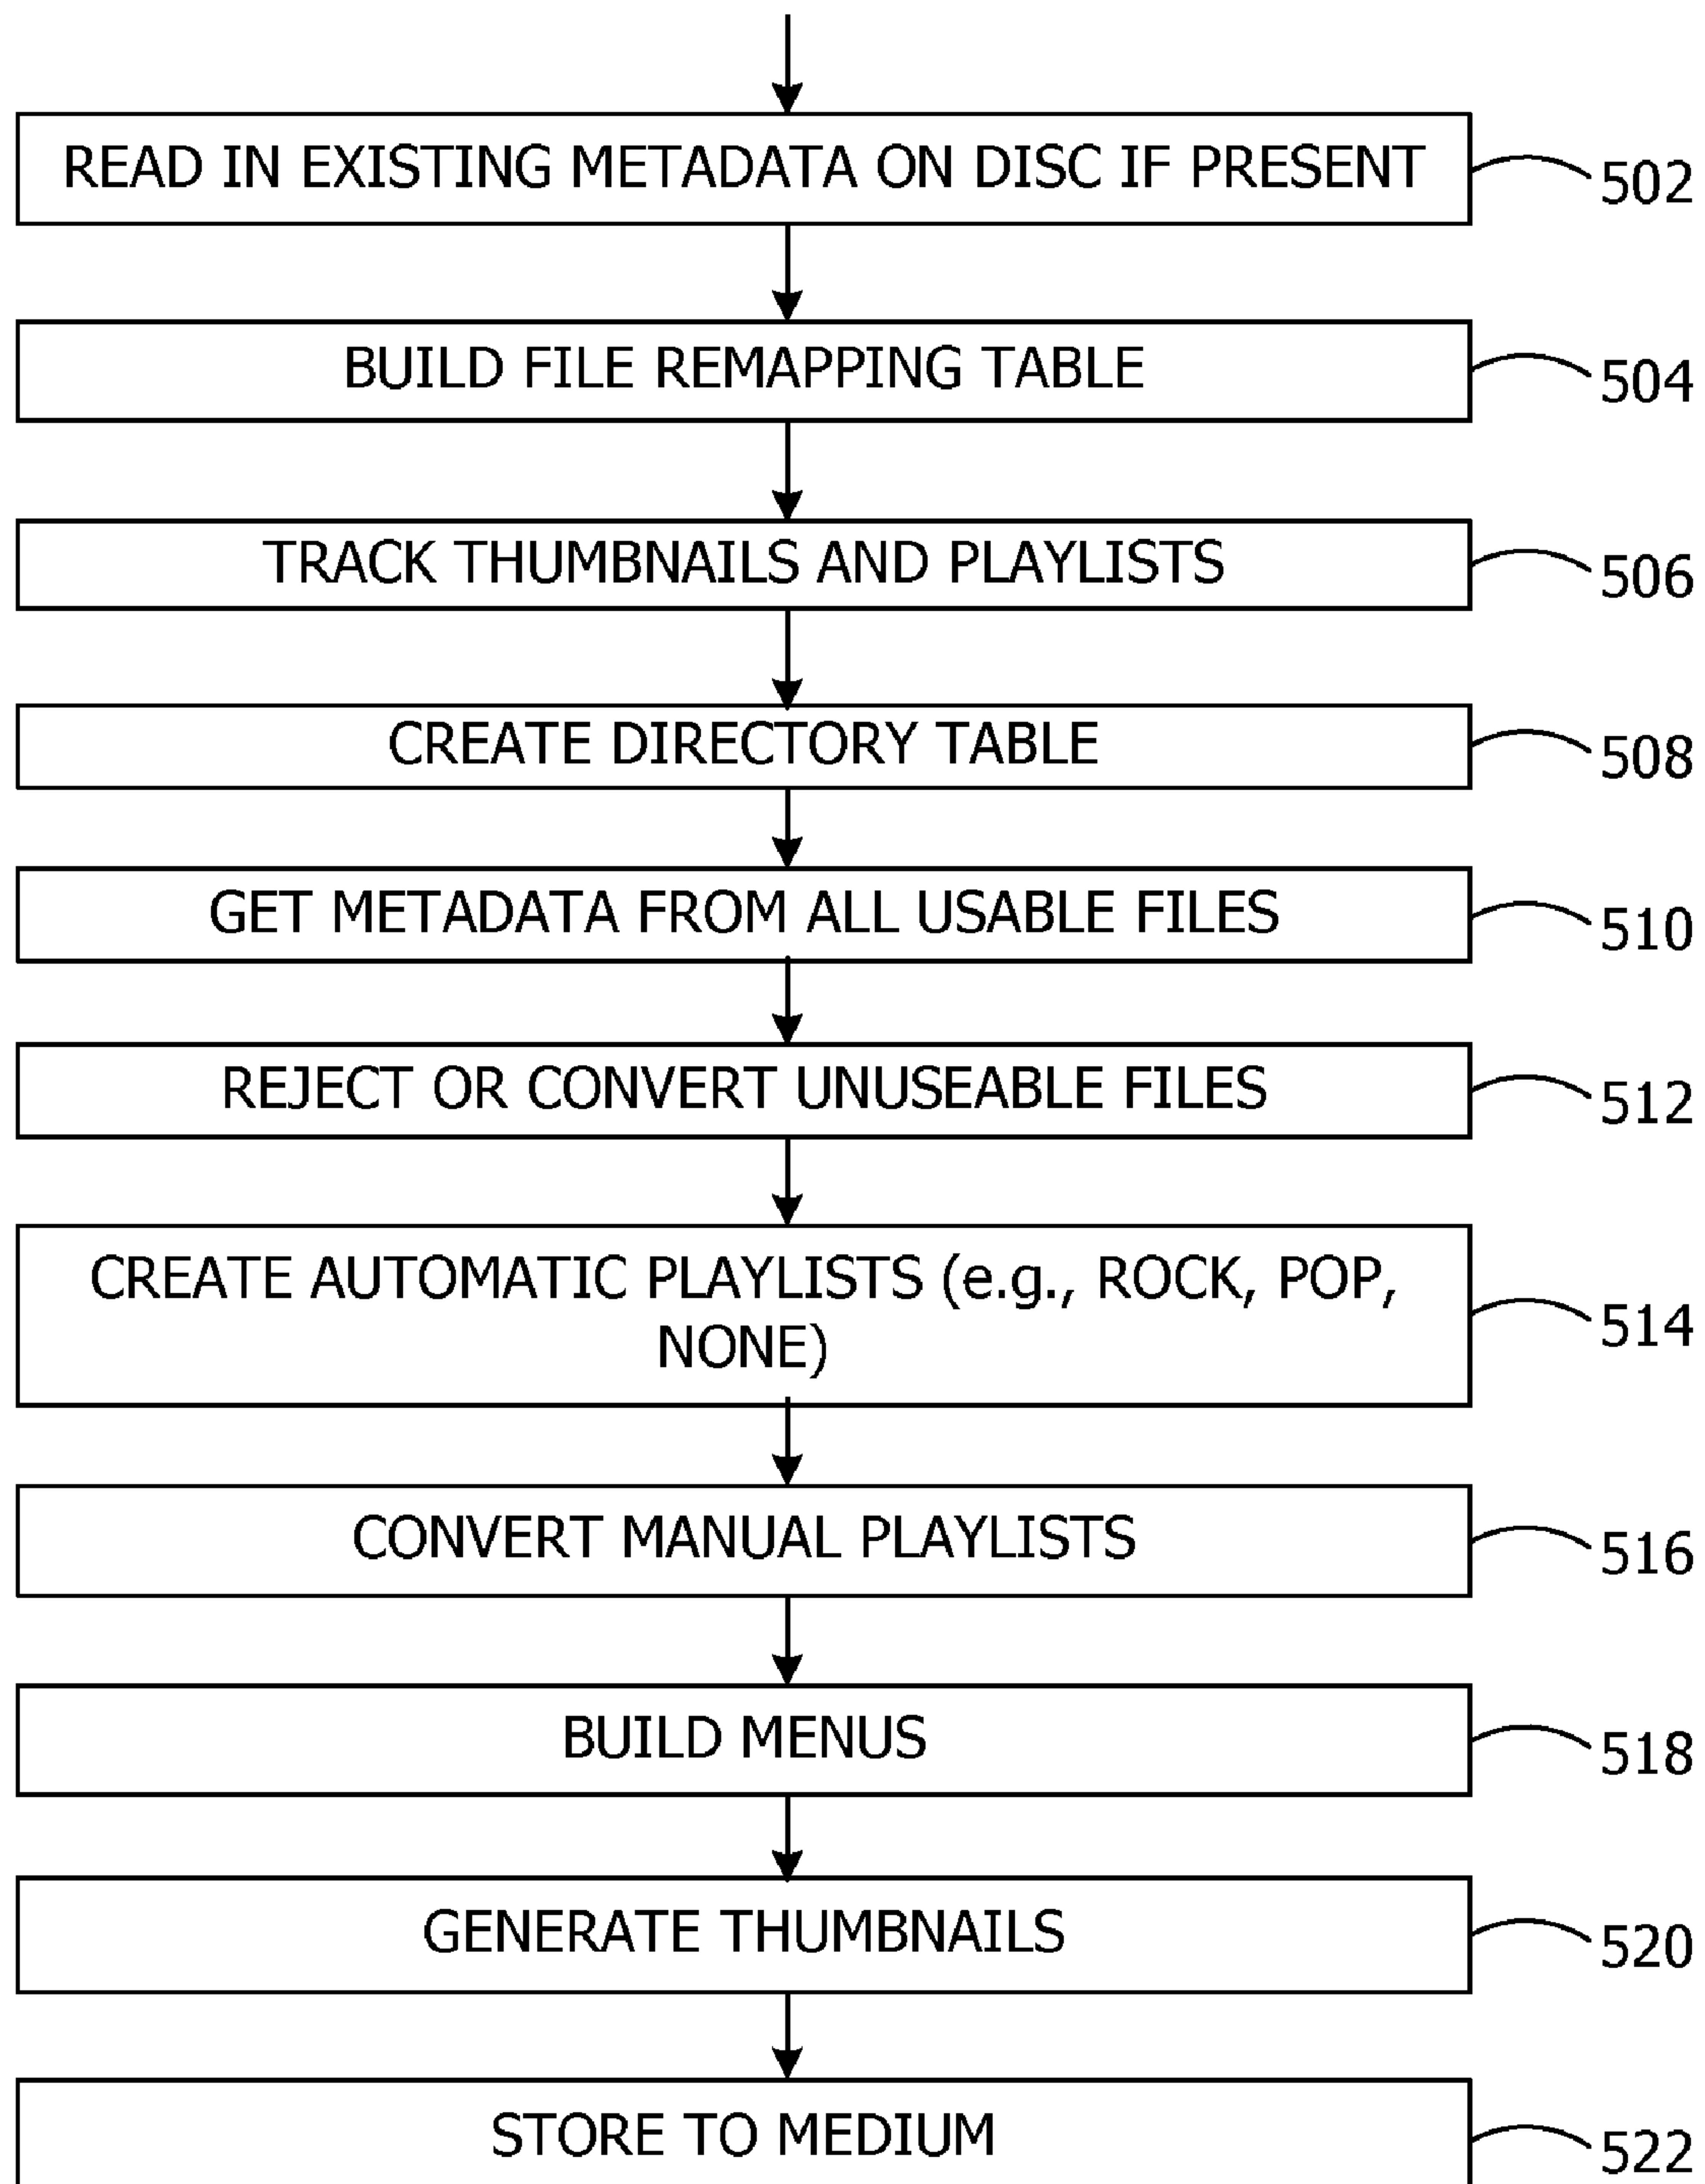 READ IN EXISTING METADATA ON DISC IF PRESENT
502
BUILD FILE REMAPPING TABLE
504
TRACK THUMBNAILS AND PLAYLISTS
506
CREATE DIRECTORY TABLE
508
GET METADATA FROM ALL USABLE FILES
510
REJECT OR CONVERT UNUSEABLE FILES
512
CREATE AUTOMATIC PLAYLISTS (e.g., ROCK, POP,
NONE)
514
CONVERT MANUAL PLAYLISTS
516
BUILD MENUS
518
GENERATE THUMBNAILS
520
STORE TO MEDIUM
522